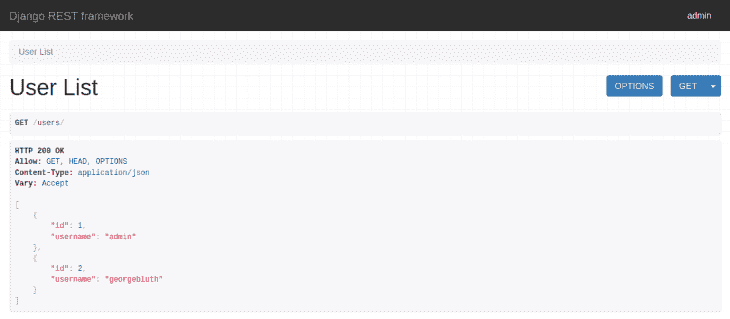 Django REST framework
admin
User List
User List
OPTIONS
GET
GET /users/
HTTP 200 OK
Allow: GET, HEAD, OPTIONS
Content-Type: application/json
Vary: Accept
[
{
"id": 1,
"username": "admin"
},
{
"id": 2,
"username": "georgebluth"
}
]